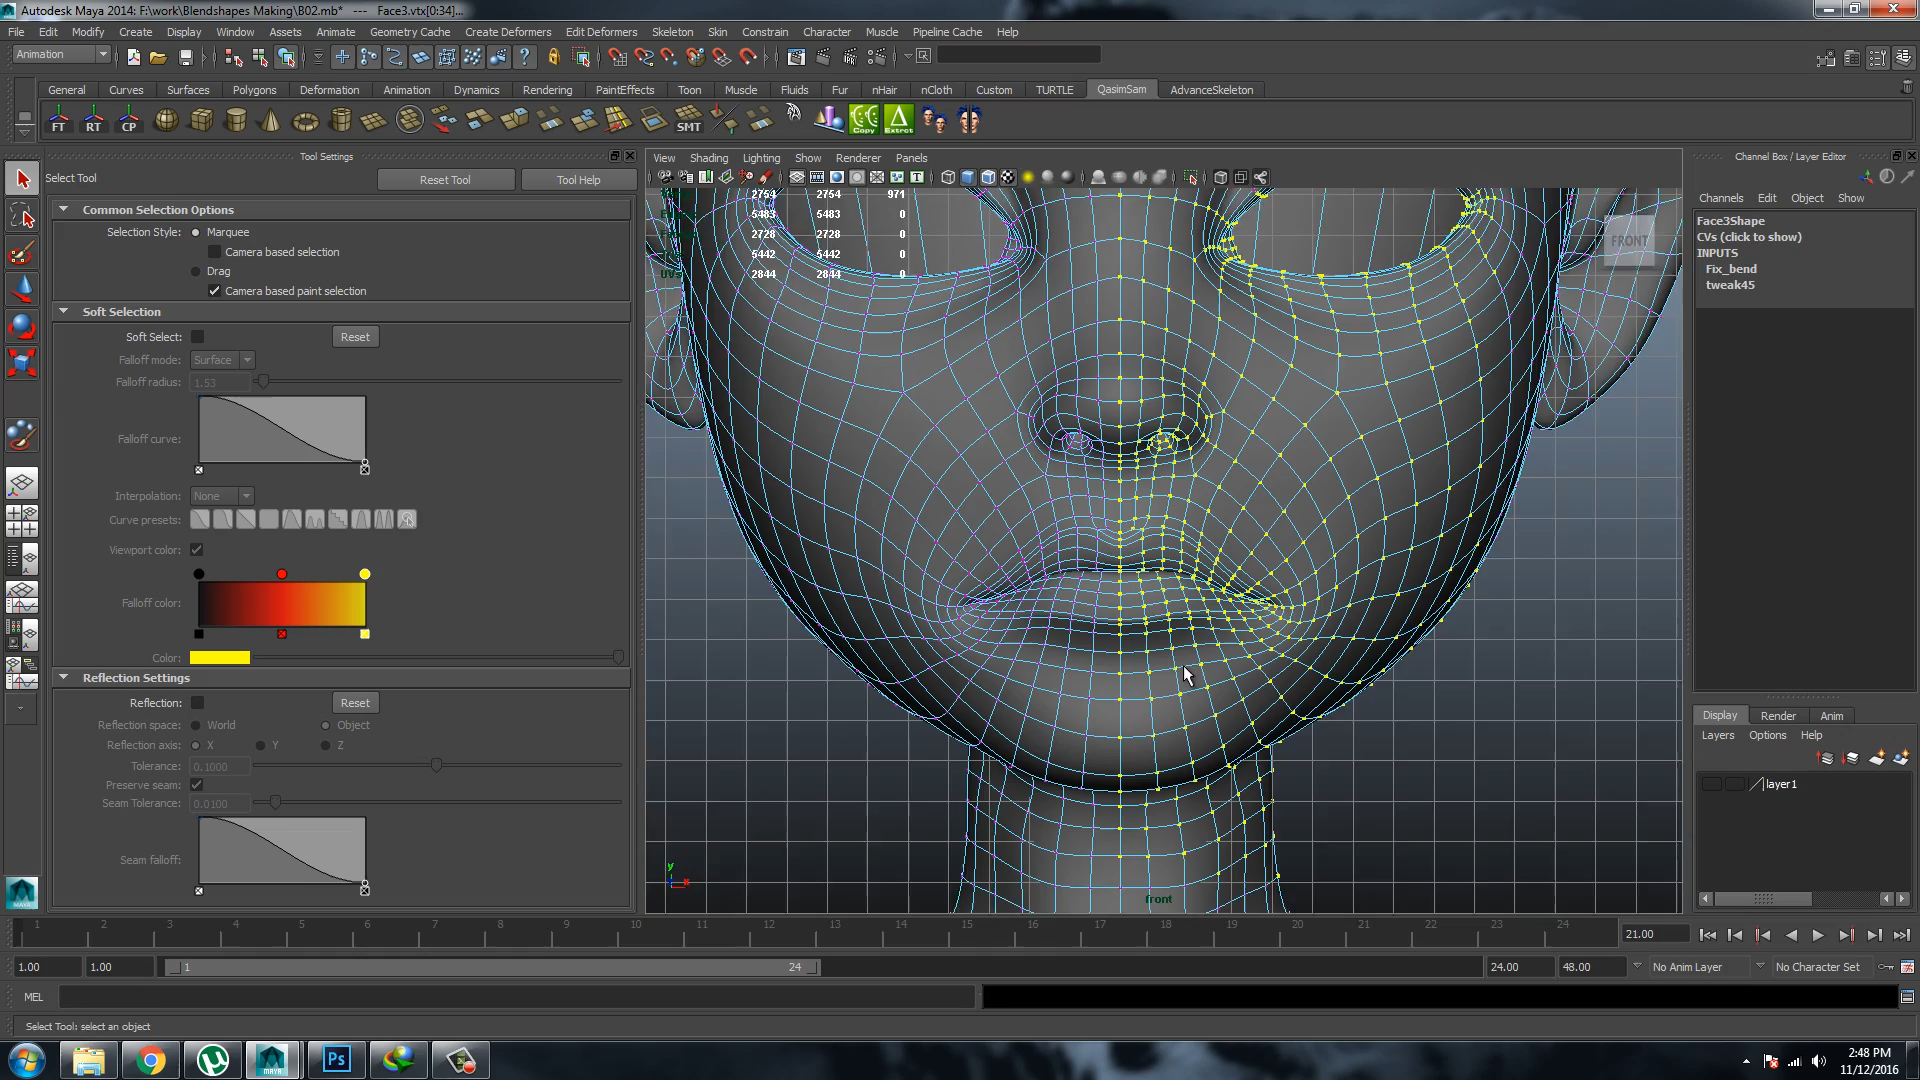 Autodesk Maya 2014: F:\work\Blendshapes Making\B02.mb* --- Face3.vtx[0:34]...
File Edit Modify Create Display Window Assets Animate Geometry Cache Create Deformers Edit Deformers Skeleton Skin Constrain Character Muscle Pipeline Cache Help
Animation
General Curves Surfaces Polygons Deformation Animation Dynamics Rendering PaintEffects Toon Muscle Fluids Fur nHair nCloth Custom TURTLE QasimSam AdvanceSkeleton
FT RT CP SMT Copy Extrct
Tool Settings
Select Tool Reset Tool Tool Help
Common Selection Options
Selection Style: Marquee
Camera based selection
Drag
Camera based paint selection
Soft Selection
Soft Select: Reset
Falloff mode: Surface
Falloff radius: 1.53
Falloff curve:
Interpolation: None
Curve presets:
Viewport color:
Falloff color:
Color:
Reflection Settings
Reflection: Reset
Reflection space: World Object
Reflection axis: X Y Z
Tolerance: 0.1000
Preserve seam:
Seam Tolerance: 0.0100
Seam falloff:
View Shading Lighting Show Renderer Panels
2754 2754 971
5483 5483 0
2728 2728 0
5442 5442 0
UVs 2844 2844 0
FRONT
y
x
front
Channel Box / Layer Editor
Channels Edit Object Show
Face3Shape
CVs (click to show)
INPUTS
Fix_bend
tweak45
Display Render Anim
Layers Options Help
layer1
1 2 3 4 5 6 7 8 9 10 11 12 13 14 15 16 17 18 19 20 21 22 23 24 21.00
1.00 1.00 1 24 24.00 48.00 No Anim Layer No Character Set
MEL
Select Tool: select an object
MAYA Ps
2:48 PM
11/12/2016